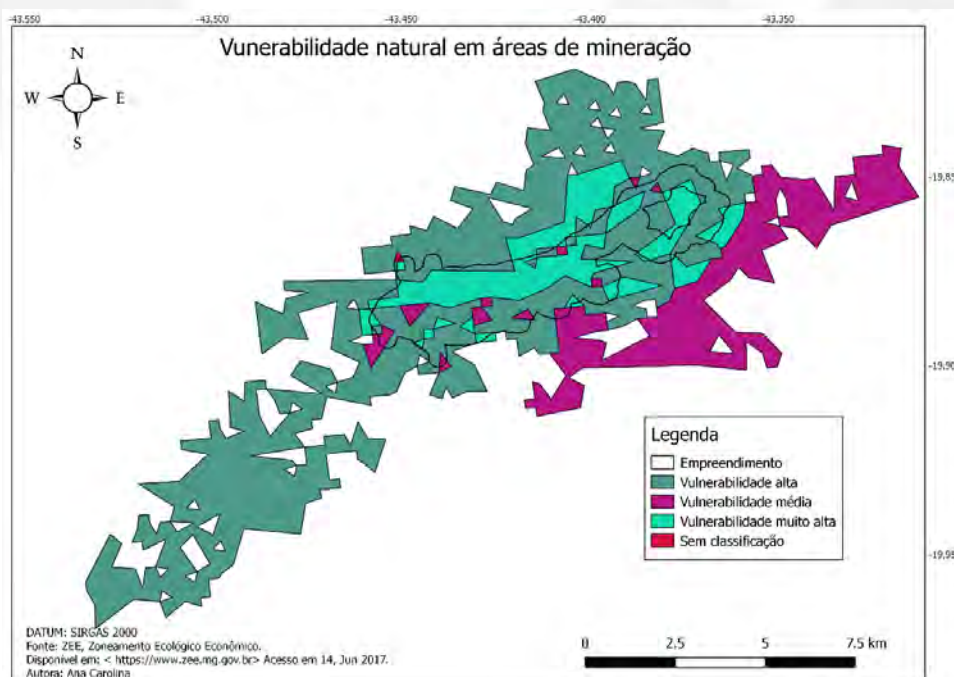 -43.550 -43.500 -43.450 -43.400 -43.350
Vunerabilidade natural em áreas de mineração
N
W E
S
-19.85
-19.90
Legenda
Empreendimento
Vulnerabilidade alta
Vulnerabilidade média
Vulnerabilidade muito alta
Sem classificação
-19.95
DATUM: SIRGAS 2000
Fonte: ZEE, Zoneamento Ecológico Econômico.
Disponível em: < https://www.zee.mg.gov.br> Acesso em 14, Jun 2017.
Autora: Ana Carolina
0 2.5 5 7.5 km